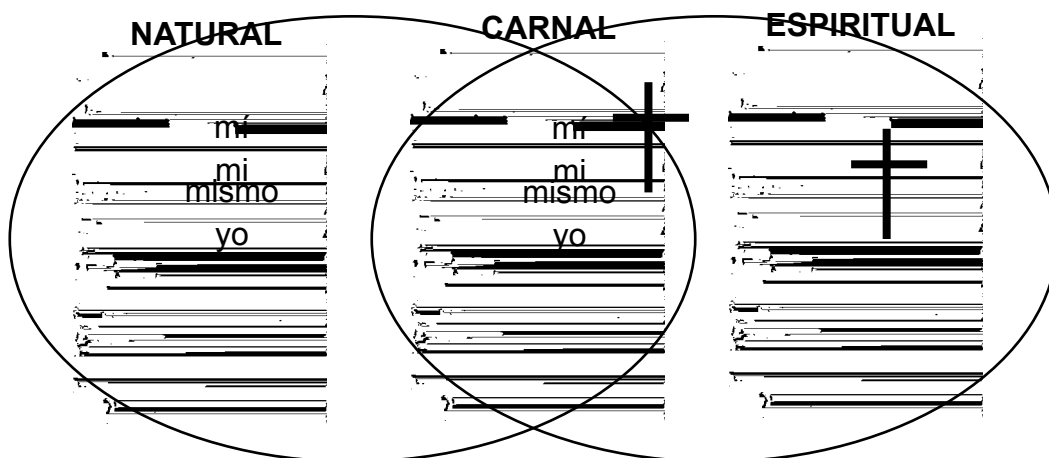 NATURAL
CARNAL
ESPIRITUAL
mí
mi
mismo
yo
mí
mi
mismo
yo